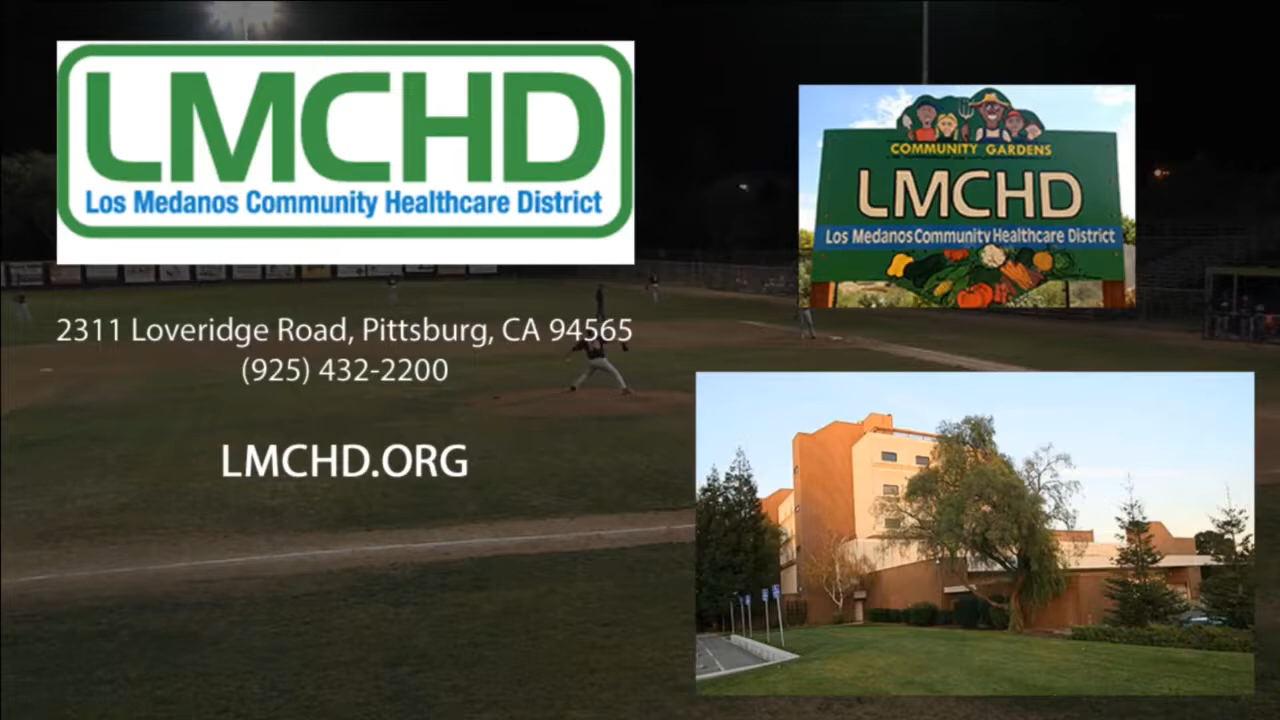 LMCHD
Los Medanos Community Healthcare District
2311 Loveridge Road, Pittsburg, CA 94565
(925) 432-2200
LMCHD.ORG
COMMUNITY GARDENS
LMCHD
Los Medanos Community Healthcare District